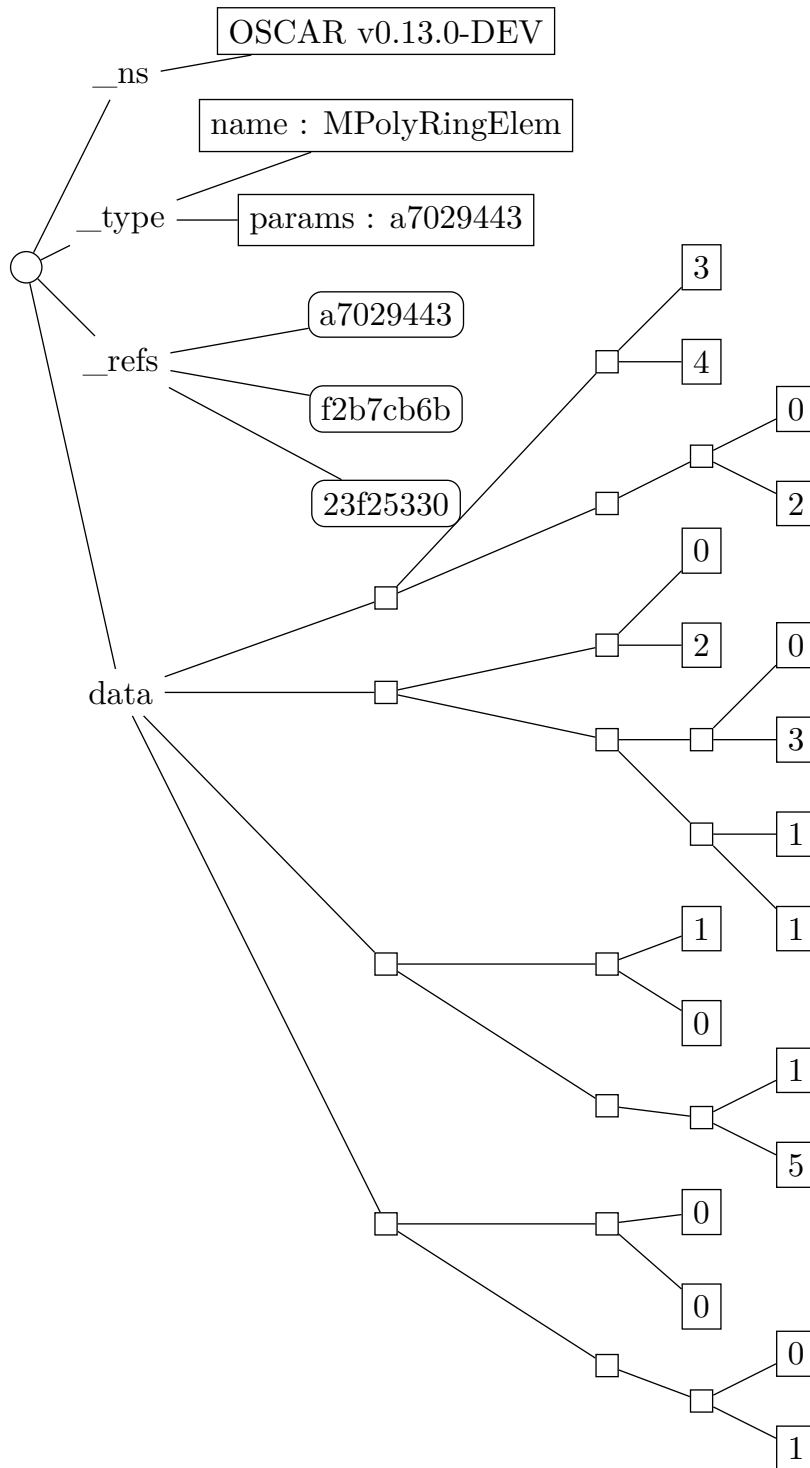 OSCAR v0.13.0-DEV
_ns
name : MPolyRingElem
_type
params : a7029443
3
a7029443
_refs
4
f2b7cb6b
0
23f25330
2
0
2
0
data
3
1
1
1
0
1
5
0
0
0
1